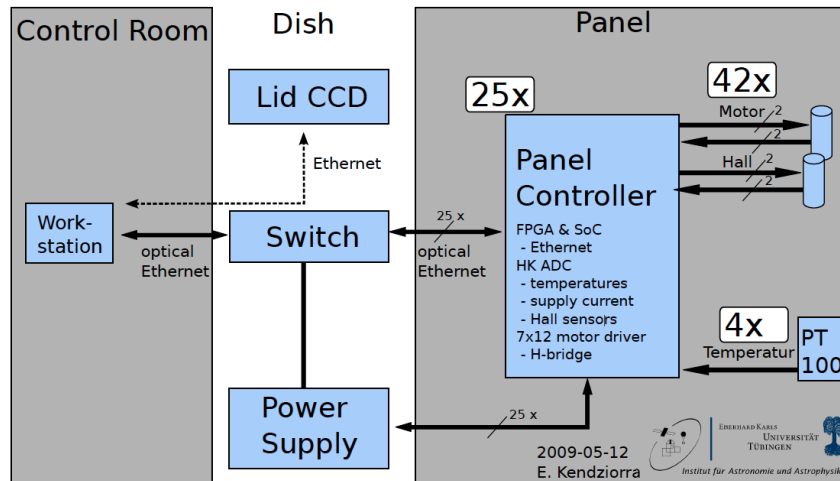 Control Room
Dish
Panel
Lid CCD
25x
42x
Motor
2
2
Hall
2
2
Ethernet
Panel
Controller
FPGA & SoC
- Ethernet
HK ADC
- temperatures
- supply current
- Hall sensors
7x12 motor driver
- H-bridge
Work-
station
optical
Ethernet
Switch
25 x
optical
Ethernet
4x
Temperatur
PT
100
Power
Supply
25 x
2009-05-12
E. Kendziorra
EBERHARD KARLS
UNIVERSITÄT
TÜBINGEN
Institut für Astronomie und Astrophysik